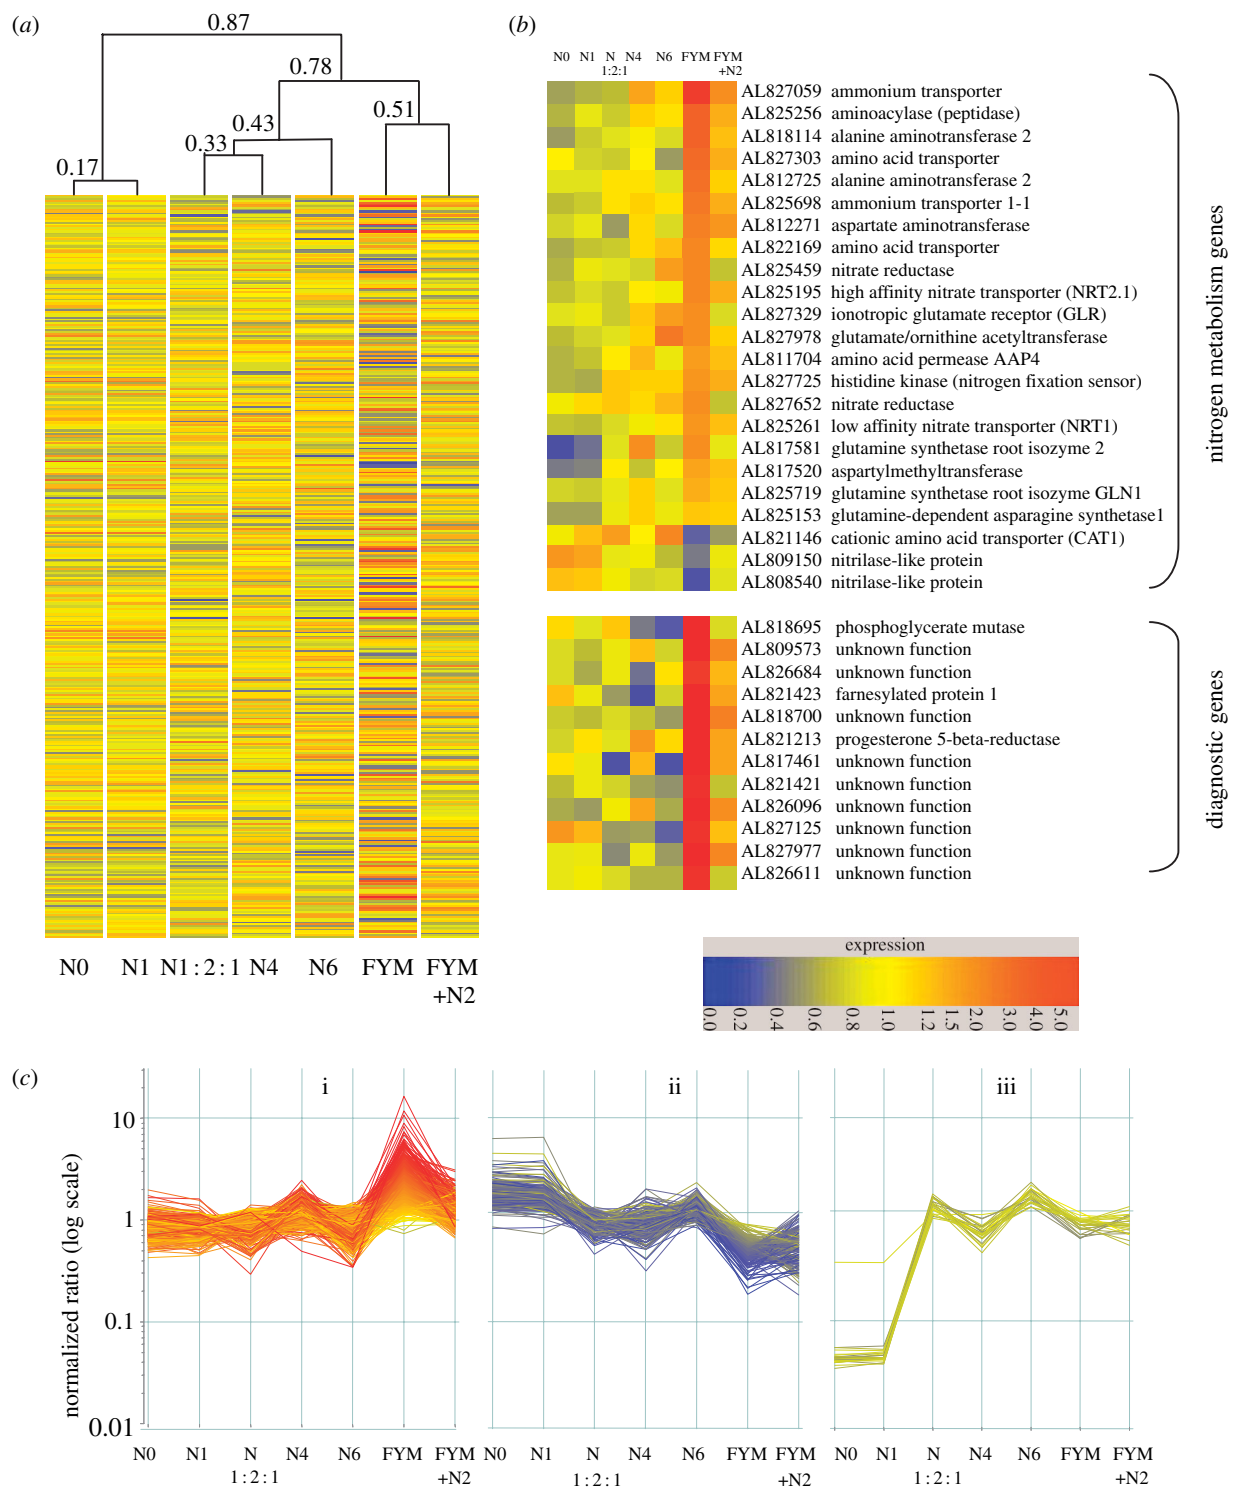 (a)
0.87
0.78
0.51
0.43
0.33
0.17
N0 N1 N1:2:1 N4 N6 FYM FYM
+N2
(b)
N0 N1 N N4 N6 FYM FYM
1:2:1 +N2
AL827059 ammonium transporter
AL825256 aminoacylase (peptidase)
AL818114 alanine aminotransferase 2
AL827303 amino acid transporter
AL812725 alanine aminotransferase 2
AL825698 ammonium transporter 1-1
AL812271 aspartate aminotransferase
AL822169 amino acid transporter
AL825459 nitrate reductase
AL825195 high affinity nitrate transporter (NRT2.1)
AL827329 ionotropic glutamate receptor (GLR)
AL827978 glutamate/ornithine acetyltransferase
AL811704 amino acid permease AAP4
AL827725 histidine kinase (nitrogen fixation sensor)
AL827652 nitrate reductase
AL825261 low affinity nitrate transporter (NRT1)
AL817581 glutamine synthetase root isozyme 2
AL817520 aspartylmethyltransferase
AL825719 glutamine synthetase root isozyme GLN1
AL825153 glutamine-dependent asparagine synthetase1
AL821146 cationic amino acid transporter (CAT1)
AL809150 nitrilase-like protein
AL808540 nitrilase-like protein
nitrogen metabolism genes
AL818695 phosphoglycerate mutase
AL809573 unknown function
AL826684 unknown function
AL821423 farnesylated protein 1
AL818700 unknown function
AL821213 progesterone 5-beta-reductase
AL817461 unknown function
AL821421 unknown function
AL826096 unknown function
AL827125 unknown function
AL827977 unknown function
AL826611 unknown function
diagnostic genes
expression
0.0 0.2 0.4 0.6 0.8 1.0 1.2 1.5 2.0 3.0 4.0 5.0
(c)
i
ii
iii
normalized ratio (log scale)
10
1
0.1
0.01
N0 N1 N N4 N6 FYM FYM
1:2:1 +N2
N0 N1 N N4 N6 FYM FYM
1:2:1 +N2
N0 N1 N N4 N6 FYM FYM
1:2:1 +N2